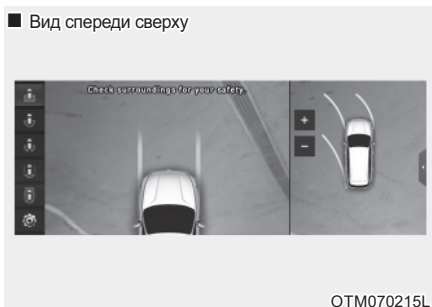 ■ Вид спереди сверху
Check surroundings for your safety.
+
−
OTM070215L